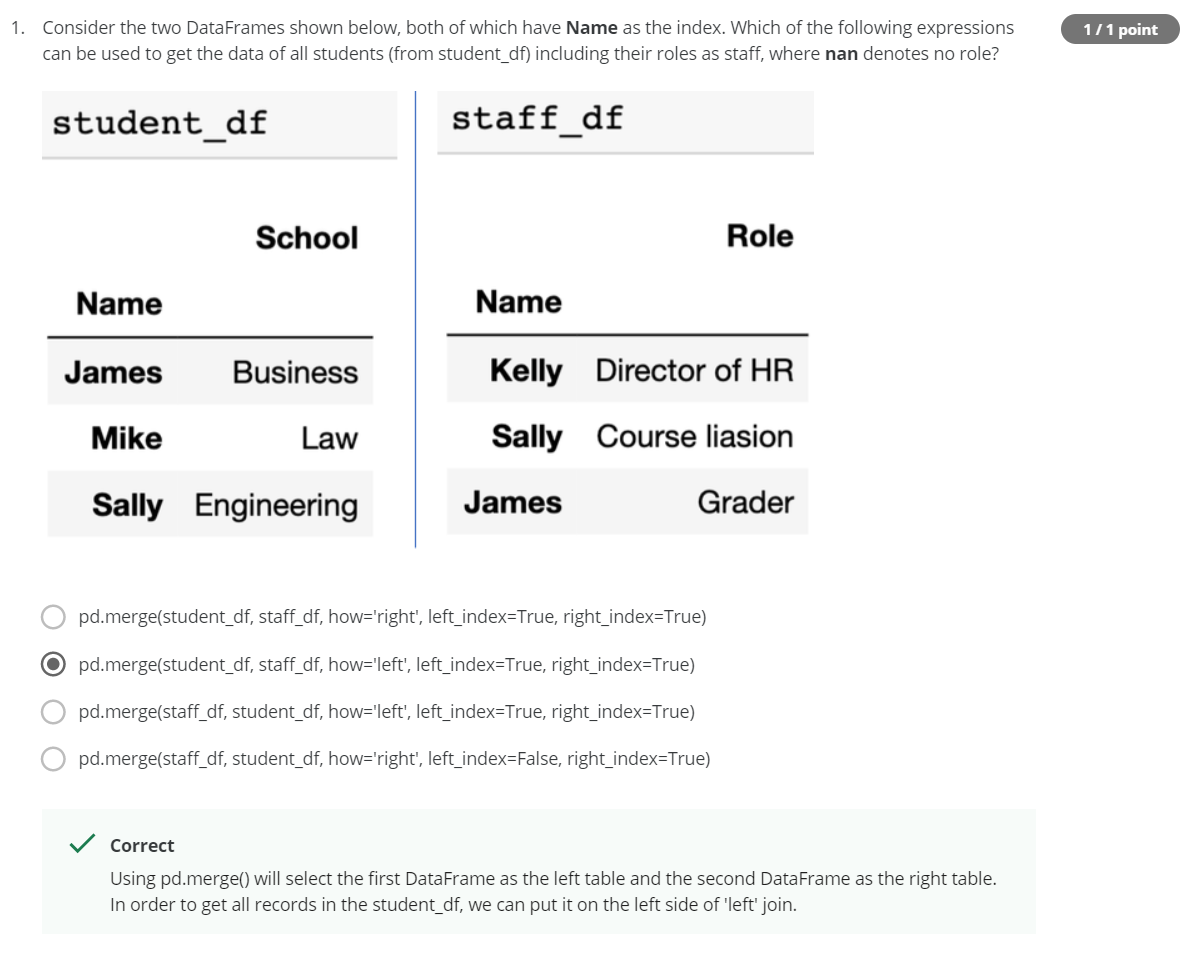 1. Consider the two DataFrames shown below, both of which have Name as the index. Which of the following expressions
can be used to get the data of all students (from student_df) including their roles as staff, where nan denotes no role?
1 / 1 point
student_df
School
Name
James Business
Mike Law
Sally Engineering
staff_df
Role
Name
Kelly Director of HR
Sally Course liasion
James Grader
pd.merge(student_df, staff_df, how='right', left_index=True, right_index=True)
pd.merge(student_df, staff_df, how='left', left_index=True, right_index=True)
pd.merge(staff_df, student_df, how='left', left_index=True, right_index=True)
pd.merge(staff_df, student_df, how='right', left_index=False, right_index=True)
Correct
Using pd.merge() will select the first DataFrame as the left table and the second DataFrame as the right table.
In order to get all records in the student_df, we can put it on the left side of 'left' join.